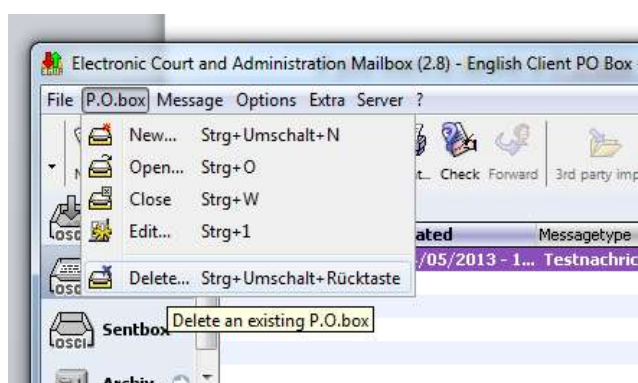 Electronic Court and Administration Mailbox (2.8) - English Client PO Box
File P.O.box Message Options Extra Server ?
New... Strg+Umschalt+N
Open... Strg+O
Check Forward 3rd party imp
Close Strg+W
Edit... Strg+1
Messagetype
/05/2013 - 1... Testnachric
Delete... Strg+Umschalt+Rücktaste
Delete an existing P.O.box
Sentbox
OSCI
Archiv